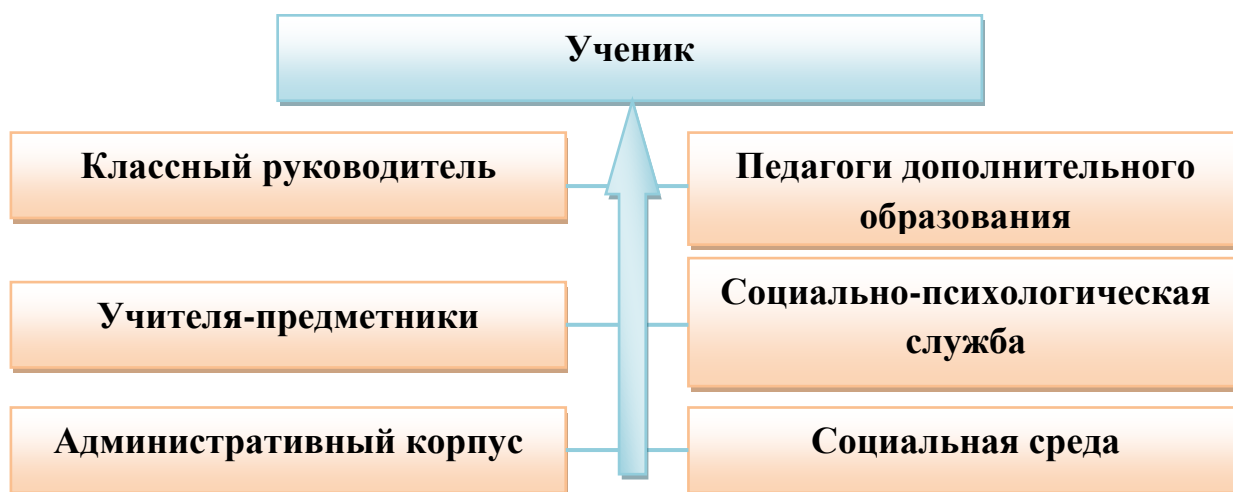 Ученик
Классный руководитель
Педагоги дополнительного
образования
Учителя-предметники
Социально-психологическая
служба
Административный корпус
Социальная среда